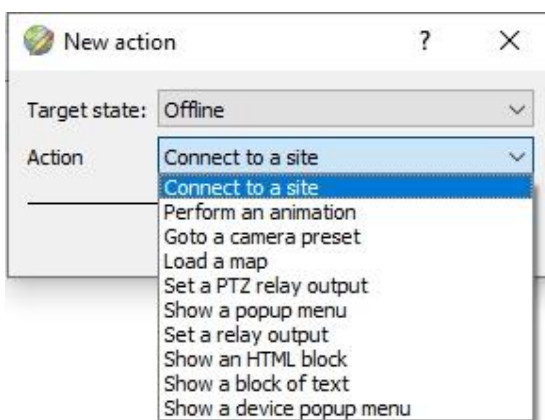 New action ?
Target state: Offline
Action Connect to a site
Connect to a site
Perform an animation
Goto a camera preset
Load a map
Set a PTZ relay output
Show a popup menu
Set a relay output
Show an HTML block
Show a block of text
Show a device popup menu